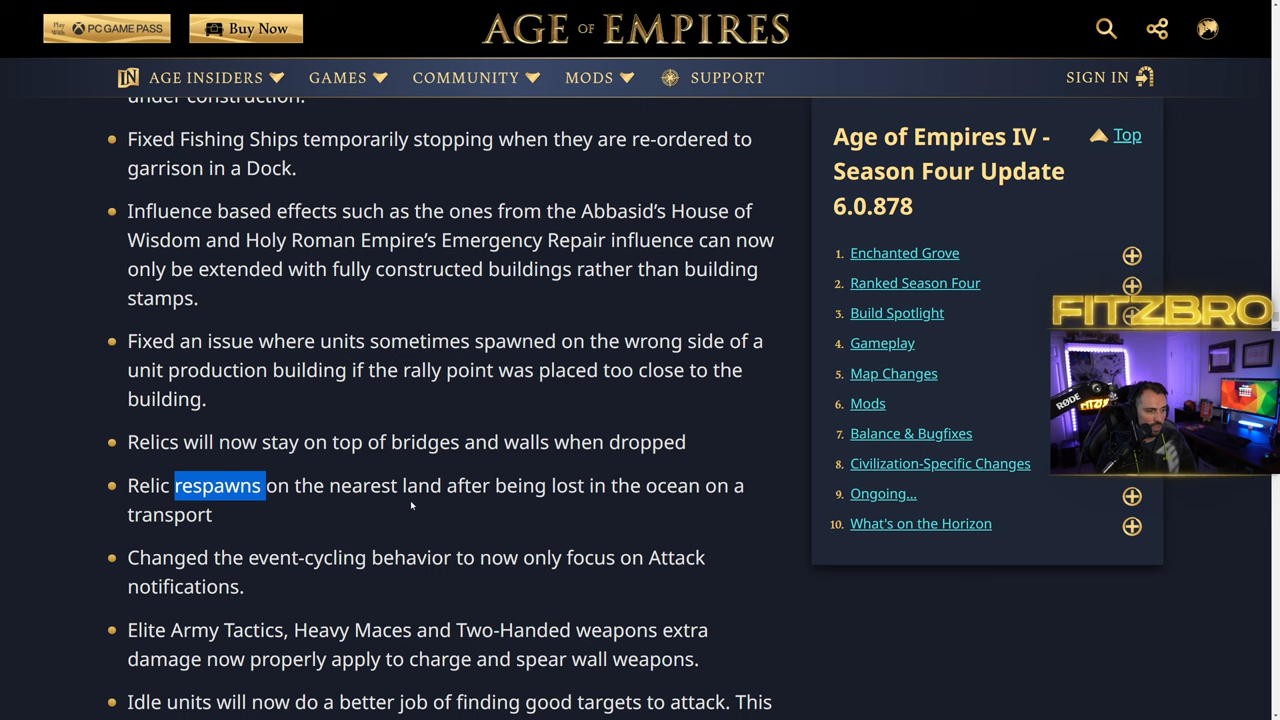 Play With
PC GAME PASS
Buy Now
AGE OF EMPIRES
IN
AGE INSIDERS
GAMES
COMMUNITY
MODS
SUPPORT
SIGN IN
under construction.
Fixed Fishing Ships temporarily stopping when they are re-ordered to
garrison in a Dock.
Influence based effects such as the ones from the Abbasid's House of
Wisdom and Holy Roman Empire's Emergency Repair influence can now
only be extended with fully constructed buildings rather than building
stamps.
Fixed an issue where units sometimes spawned on the wrong side of a
unit production building if the rally point was placed too close to the
building.
Relics will now stay on top of bridges and walls when dropped
Relic respawns on the nearest land after being lost in the ocean on a
transport
Changed the event-cycling behavior to now only focus on Attack
notifications.
Elite Army Tactics, Heavy Maces and Two-Handed weapons extra
damage now properly apply to charge and spear wall weapons.
Idle units will now do a better job of finding good targets to attack. This
Age of Empires IV -
Season Four Update
6.0.878
Top
1. Enchanted Grove
2. Ranked Season Four
3. Build Spotlight
4. Gameplay
5. Map Changes
6. Mods
7. Balance & Bugfixes
8. Civilization-Specific Changes
9. Ongoing...
10. What's on the Horizon
FITZBRO
RØDE